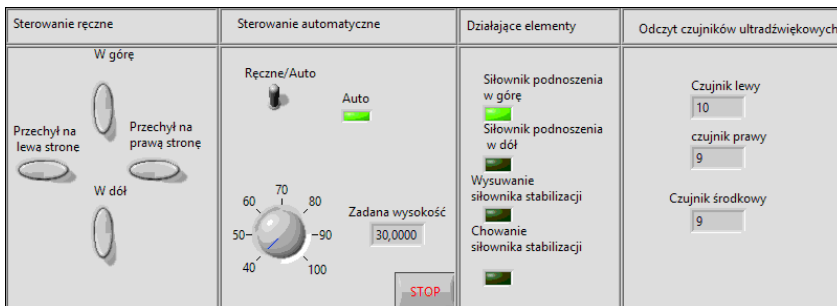 Sterowanie ręczne
W górę
Przechył na
lewa strone
Przechył na
prawą stronę
W dół
Sterowanie automatyczne
Ręczne/Auto
Auto
40
50
60
70
80
90
100
Zadana wysokość
30,0000
STOP
Działające elementy
Siłownik podnoszenia
w górę
Siłownik podnoszenia
w dół
Wysuwanie
siłownika stabilizacji
Chowanie
siłownika stabilizacji
Odczyt czujników ultradźwiękowych
Czujnik lewy
10
czujnik prawy
9
Czujnik środkowy
9